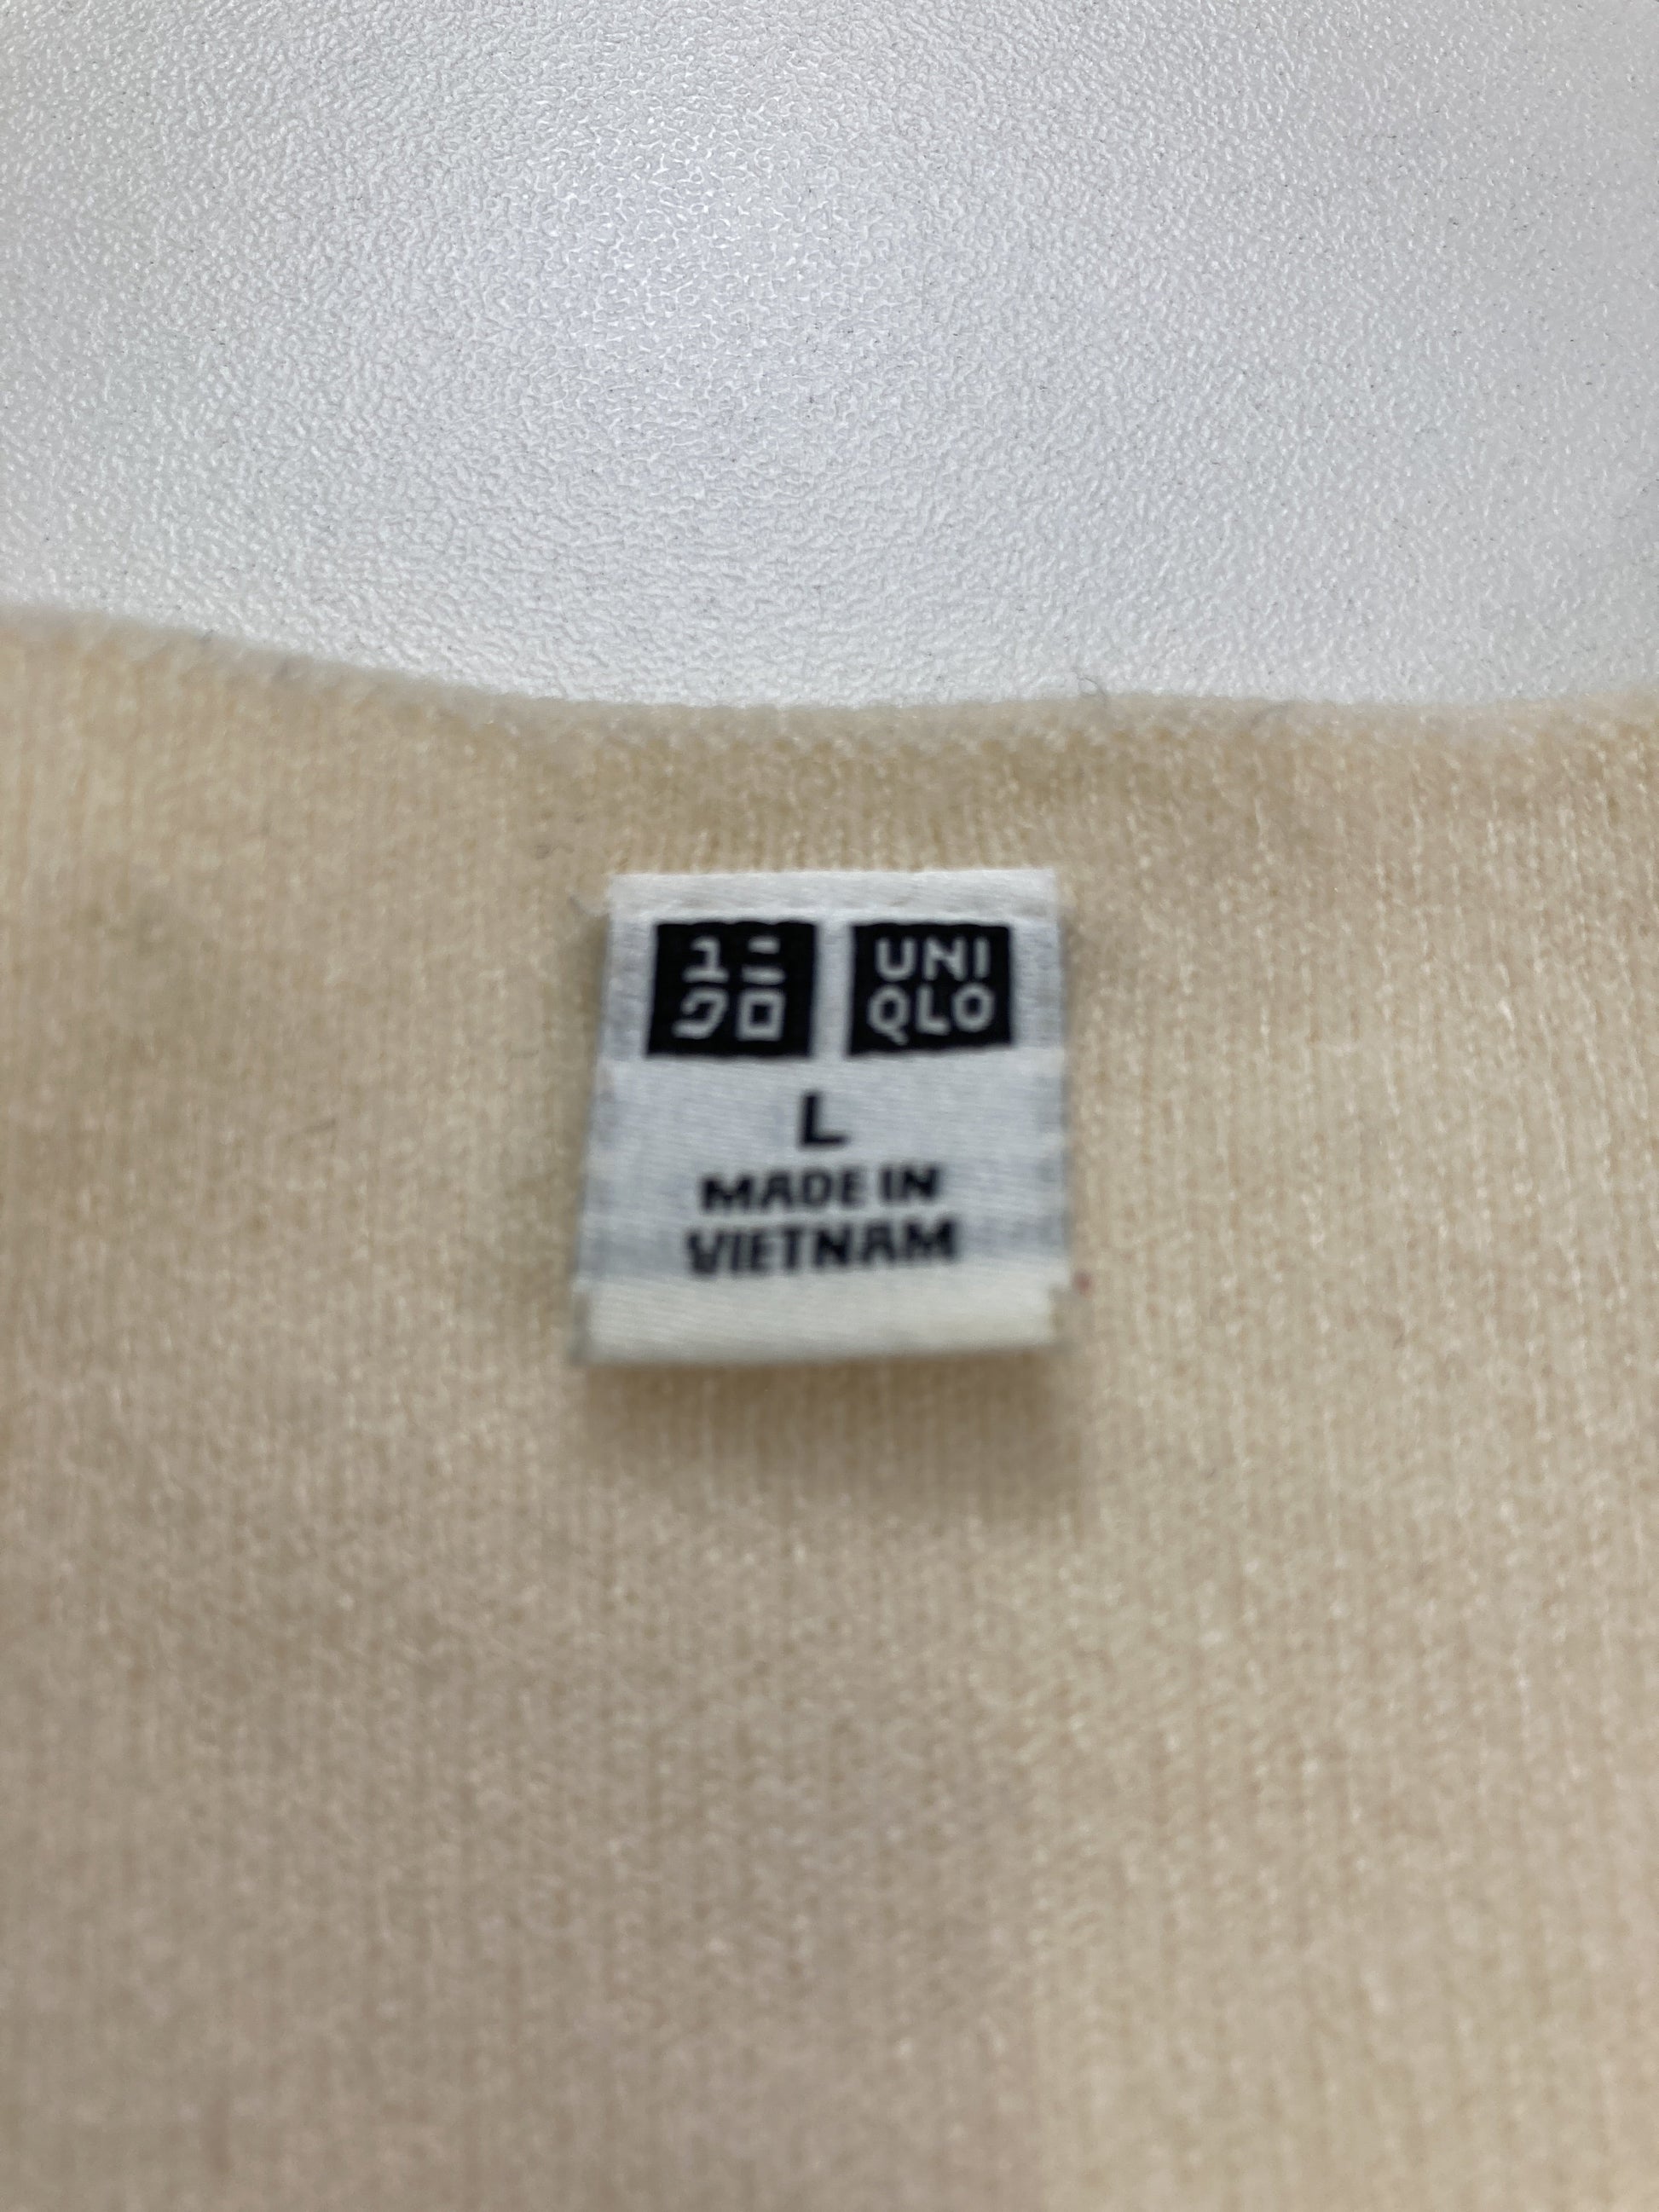 ユニ
クロ
UNI
QLO
L
MADE IN
VIETNAM